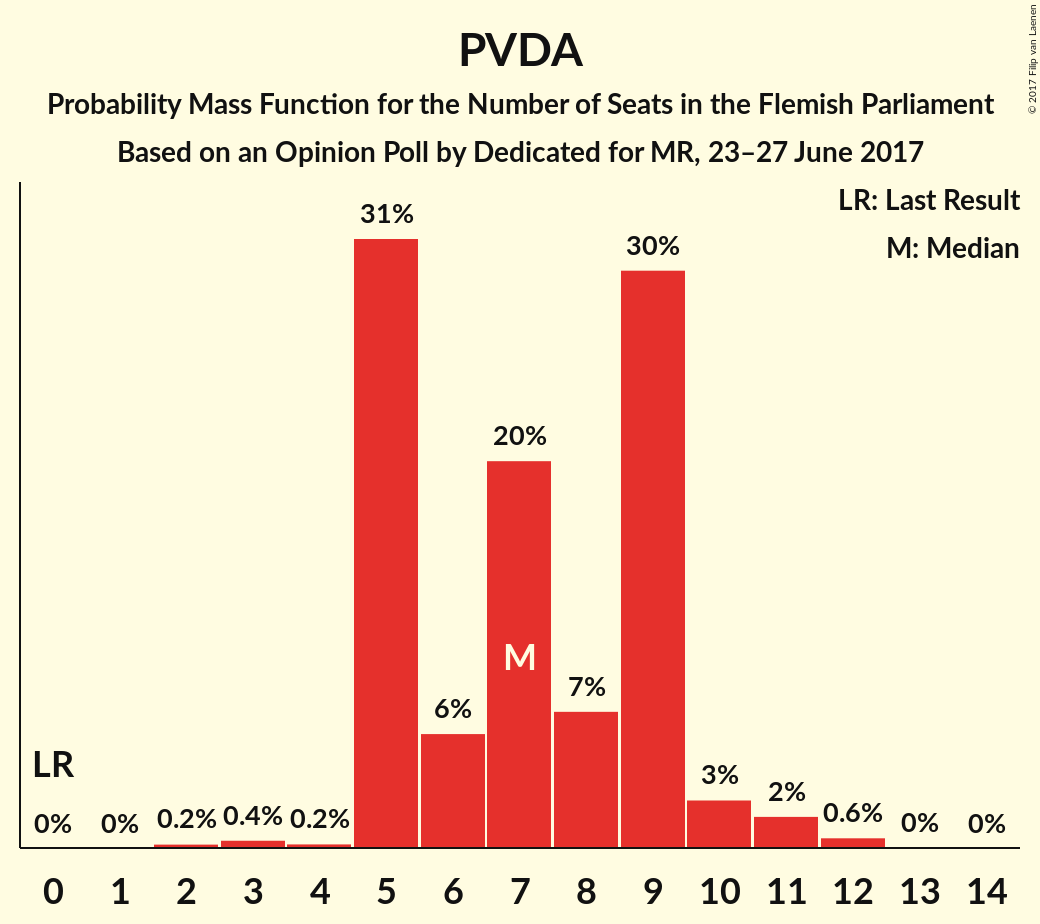 PVDA
Probability Mass Function for the Number of Seats in the Flemish Parliament
Based on an Opinion Poll by Dedicated for MR, 23–27 June 2017
© 2017 Filip van Laenen
LR: Last Result
M: Median
31%
30%
20%
M
7%
6%
LR
3%
2%
0% 0% 0.2% 0.4% 0.2% 0.6% 0% 0%
0 1 2 3 4 5 6 7 8 9 10 11 12 13 14